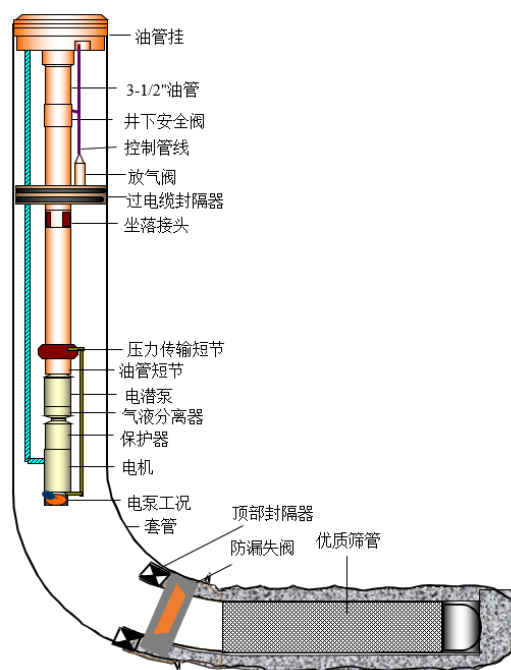 油管挂
3-1/2"油管
井下安全阀
控制管线
放气阀
过电缆封隔器
坐落接头
压力传输短节
油管短节
电潜泵
气液分离器
保护器
电机
电泵工况
套管
顶部封隔器
防漏失阀
优质筛管